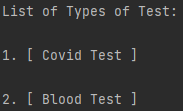 List of Types of Test:
1. [ Covid Test ]
2. [ Blood Test ]